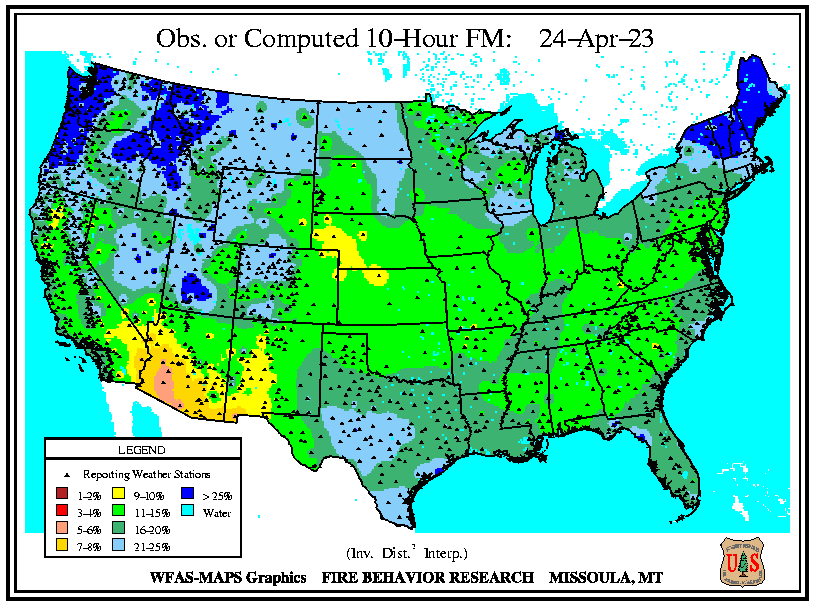 Obs. or Computed 10-Hour FM: 24-Apr-23
LEGEND
Reporting Weather Stations
1-2% 9-10% > 25%
3-4% 11-15% Water
5-6% 16-20%
7-8% 21-25%
(Inv. Dist.² Interp.)
WFAS-MAPS Graphics FIRE BEHAVIOR RESEARCH MISSOULA, MT
U S